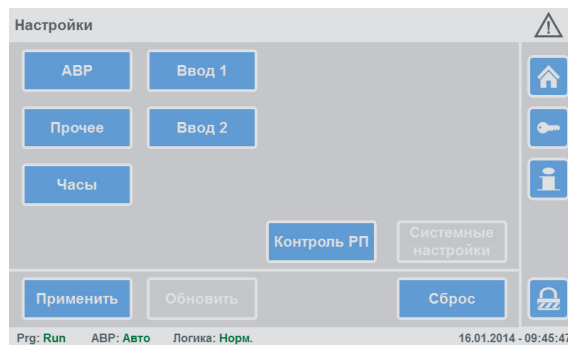 Настройки
АВР
Ввод 1
Прочее
Ввод 2
Часы
Контроль РП
Системные
настройки
Применить
Обновить
Сброс
Prg: Run АВР: Авто Логика: Норм. 16.01.2014 - 09:45:47